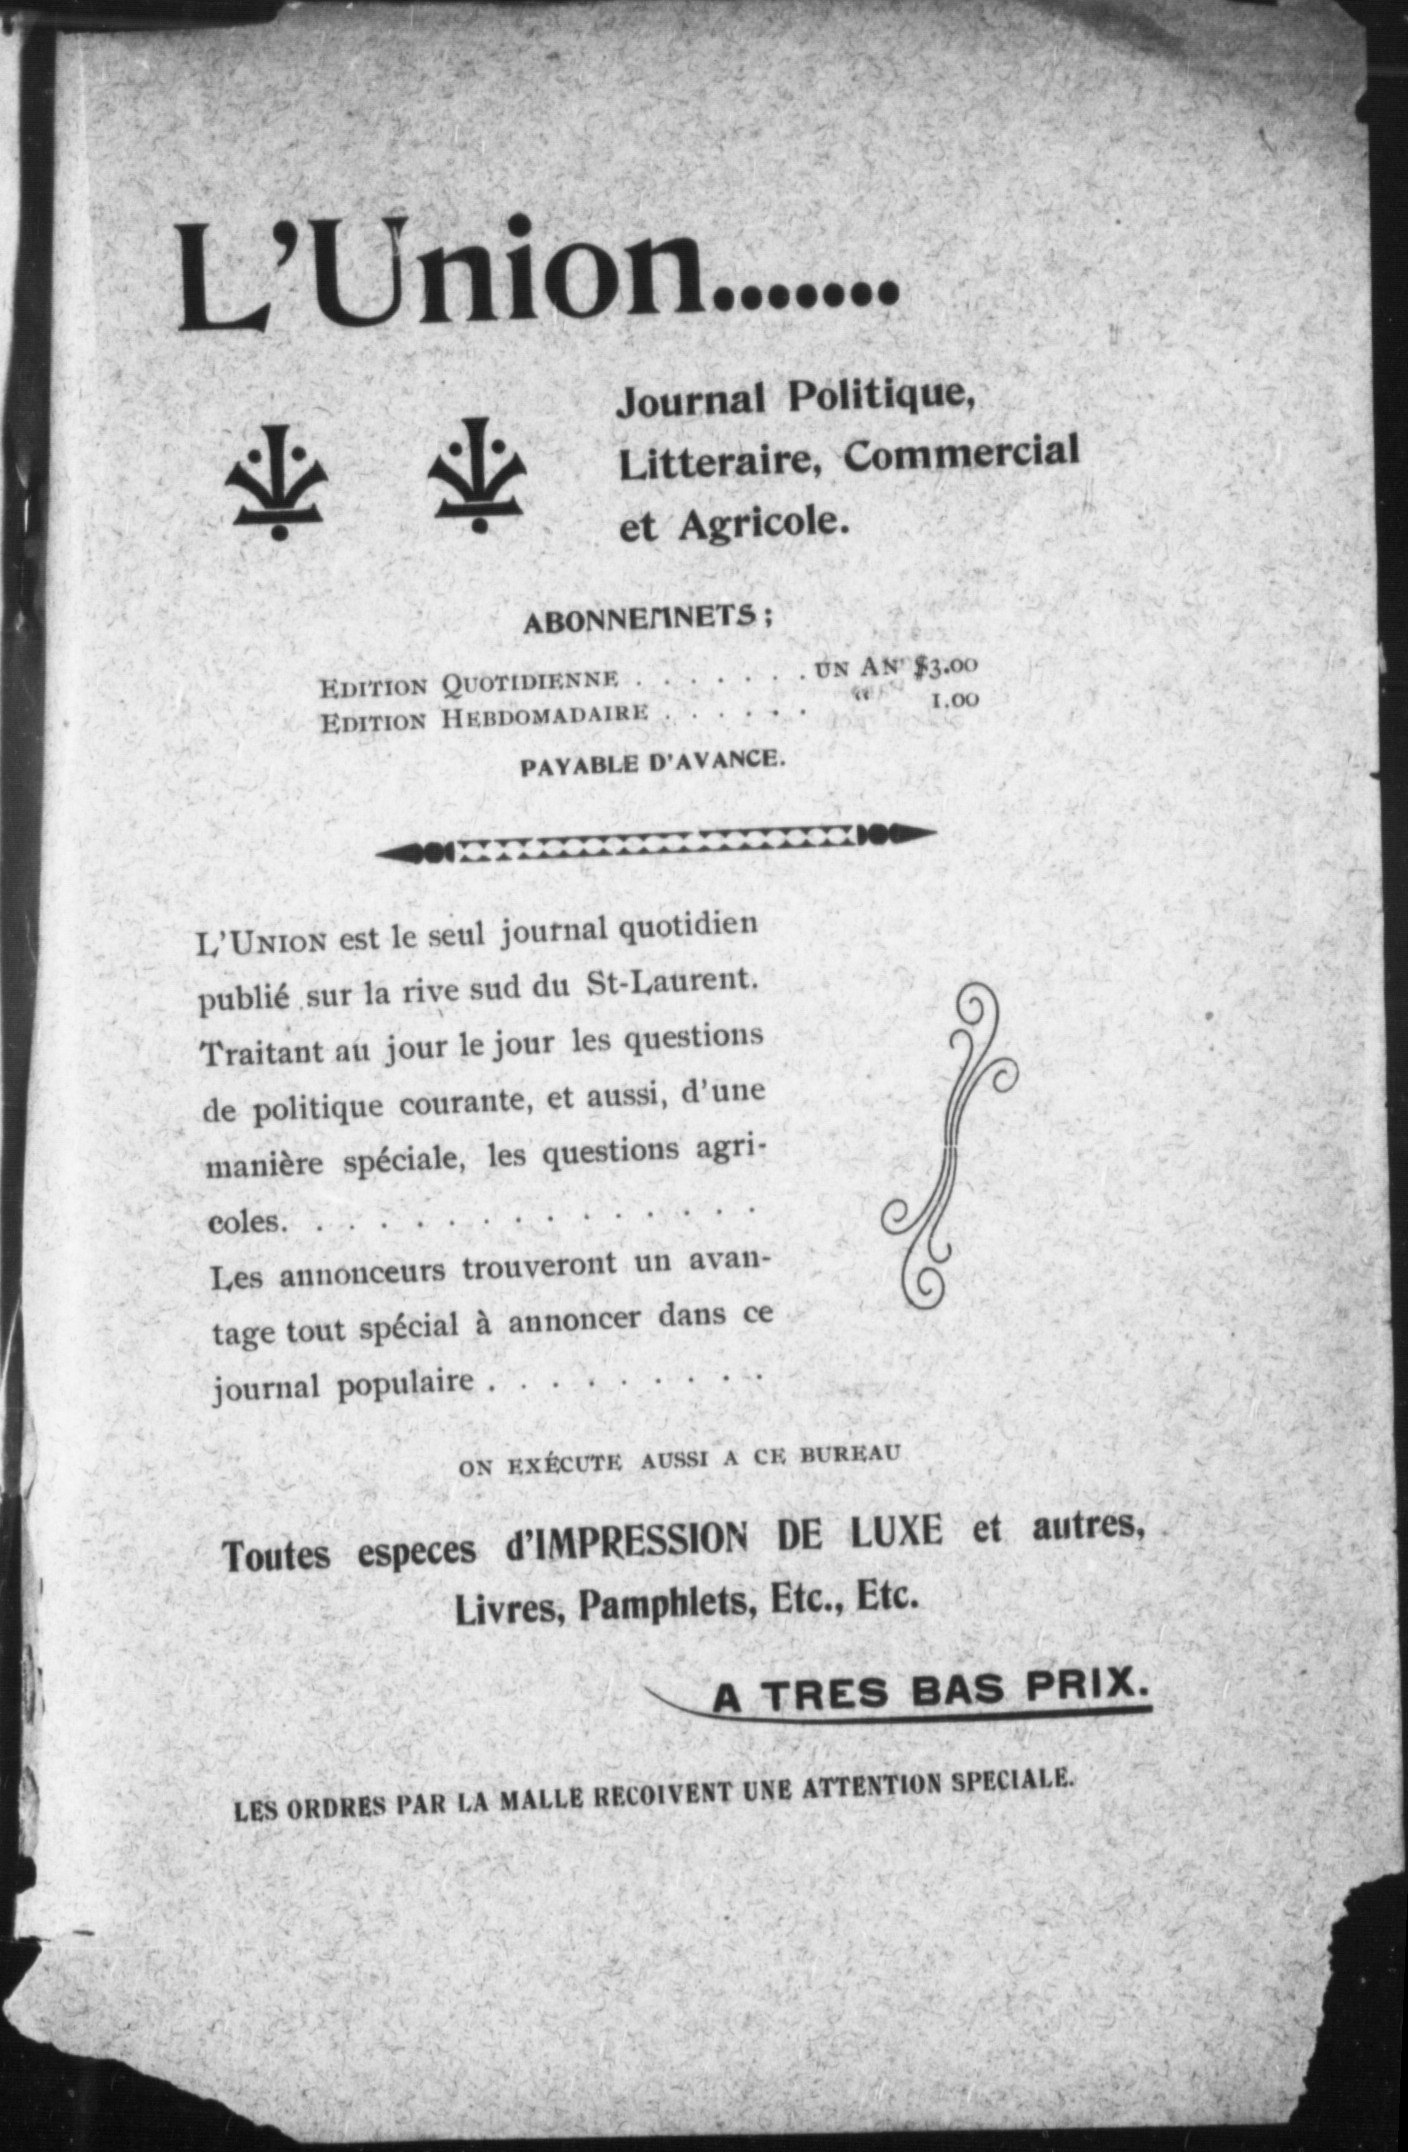 L'Union.......
Journal Politique,
Litteraire, Commercial
et Agricole.
ABONNEMNETS;
EDITION QUOTIDIENNE . . . . . . . UN AN $3.00
EDITION HEBDOMADAIRE . . . . . . “ 1.00
PAYABLE D'AVANCE.
L'UNION est le seul journal quotidien
publié sur la rive sud du St-Laurent.
Traitant au jour le jour les questions
de politique courante, et aussi, d'une
manière spéciale, les questions agri-
coles. . . . . . . . . . . . . . . .
Les annonceurs trouveront un avan-
tage tout spécial à annoncer dans ce
journal populaire . . . . . . . . .
ON EXÉCUTE AUSSI A CE BUREAU
Toutes especes d'IMPRESSION DE LUXE et autres,
Livres, Pamphlets, Etc., Etc.
A TRES BAS PRIX.
LES ORDRES PAR LA MALLE RECOIVENT UNE ATTENTION SPECIALE.